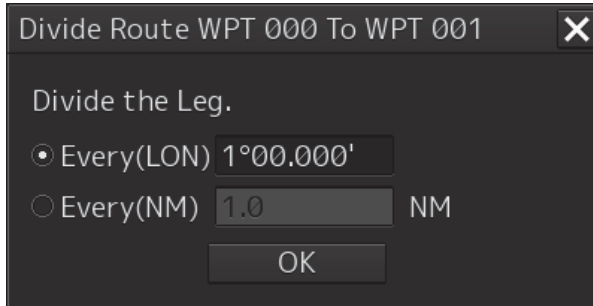 Divide Route WPT 000 To WPT 001
Divide the Leg.
Every(LON) 1°00.000'
Every(NM) 1.0 NM
OK